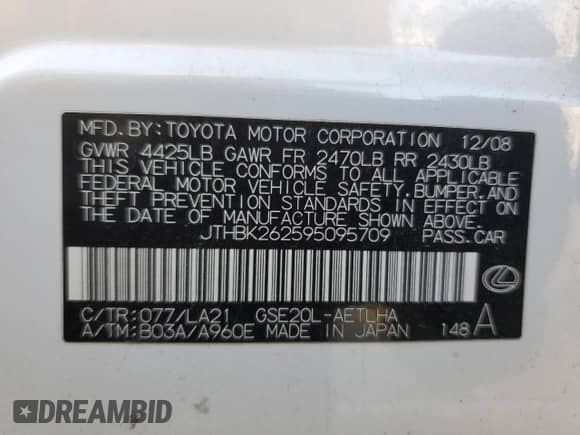 MFD. BY: TOYOTA MOTOR CORPORATION 12/08
GVWR 4425LB GAWR FR 2470LB RR 2430LB
THIS VEHICLE CONFORMS TO ALL APPLICABLE
FEDERAL MOTOR VEHICLE SAFETY, BUMPER, AND
THEFT PREVENTION STANDARDS IN EFFECT ON
THE DATE OF MANUFACTURE SHOWN ABOVE.
JTHBK262595095709 PASS. CAR
C/TR: 077/LA21 GSE20L-AETLHA
A/TM: B03A/A960E MADE IN JAPAN 148 A
DREAMBID